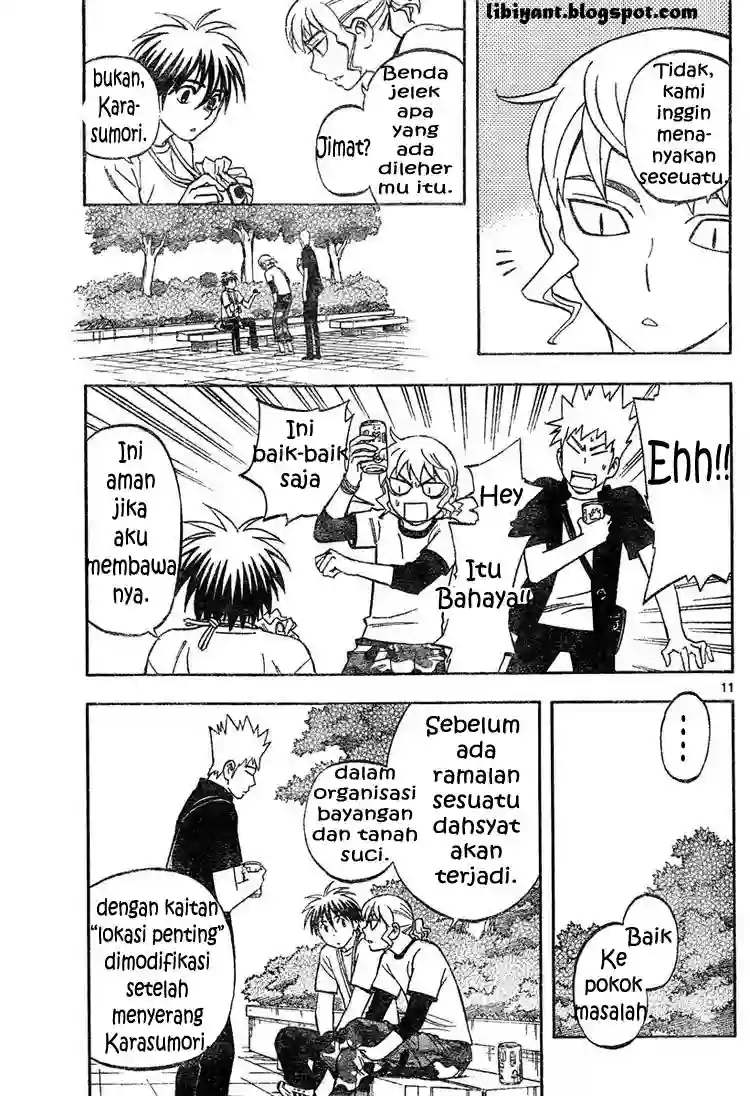 libiyant.blogspot.com
Tidak,
kami
inggin
mena-
nyakan
seseuatu.
Benda
jelek
apa
yang
ada
dileher
mu itu.
Jimat?
bukan,
Kara-
sumori.
Ehh!!
Hey
Itu
Bahaya!!
Ini
baik-baik
saja
Ini
aman
jika
aku
membawa
nya.
11
....
Baik
Ke
pokok
masalah.
Sebelum
ada
ramalan
sesuatu
dahsyat
akan
terjadi.
dalam
organisasi
bayangan
dan tanah
suci.
dengan kaitan
“lokasi penting”
dimodifikasi
setelah
menyerang
Karasumori.